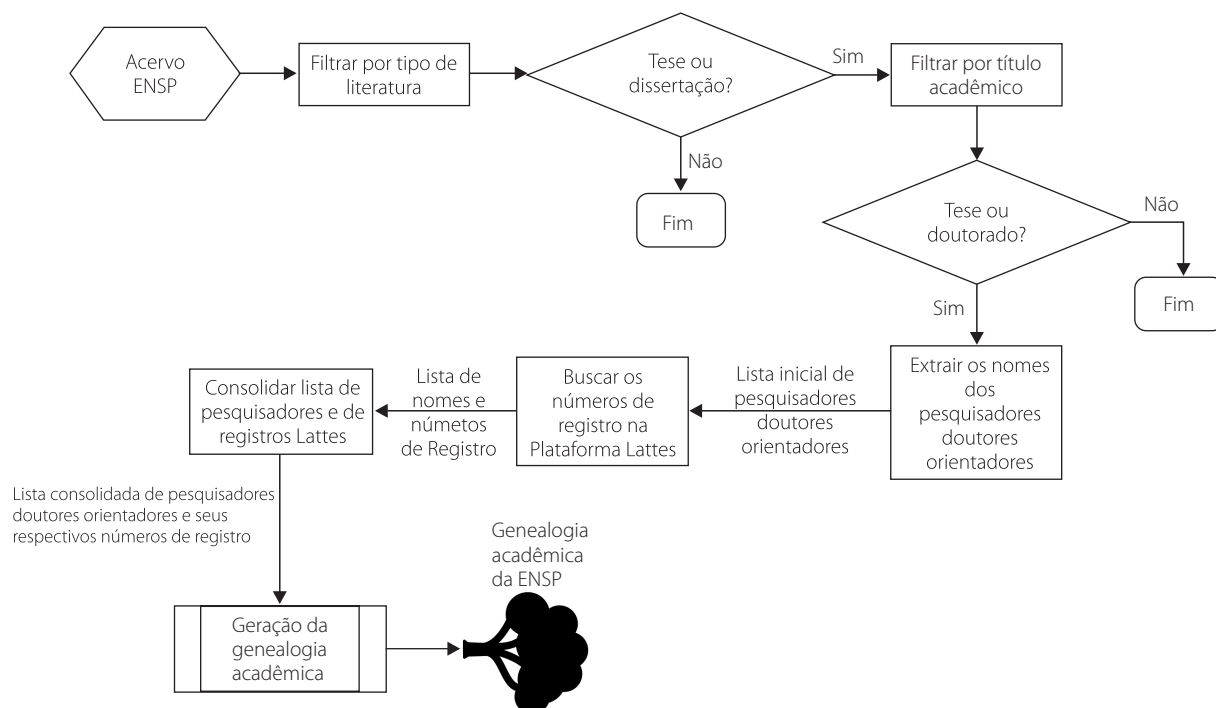 Acervo
ENSP
Filtrar por tipo de
literatura
Tese ou
dissertação?
Sim
Filtrar por título
acadêmico
Não
Fim
Tese ou
doutorado?
Não
Fim
Sim
Extrair os nomes
dos
pesquisadores
doutores
orientadores
Lista inicial de
pesquisadores
doutores
orientadores
Buscar os
números de
registro na
Plataforma Lattes
Lista de
nomes e
númetos
de Registro
Consolidar lista de
pesquisadores e de
registros Lattes
Lista consolidada de pesquisadores
doutores orientadores e seus
respectivos números de registro
Geração da
genealogia
acadêmica
Genealogia
acadêmica
da ENSP